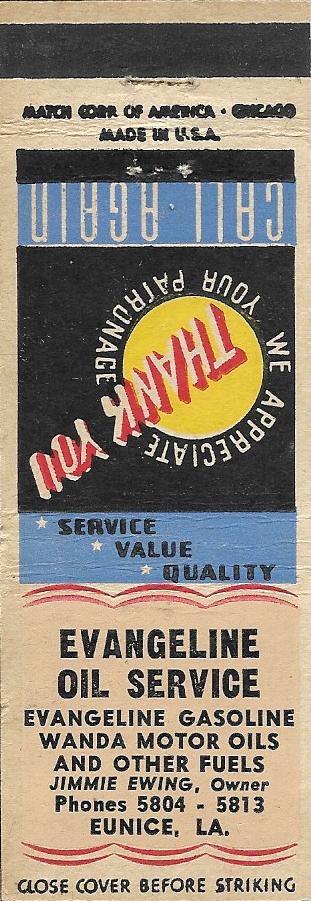 MATCH CORP. OF AMERICA • CHICAGO
MADE IN U.S.A.
CALL AGAIN
WE APPRECIATE YOUR PATRONAGE
THANK YOU
★ SERVICE
★ VALUE
★ QUALITY
EVANGELINE
OIL SERVICE
EVANGELINE GASOLINE
WANDA MOTOR OILS
AND OTHER FUELS
JIMMIE EWING, Owner
Phones 5804 - 5813
EUNICE, LA.
CLOSE COVER BEFORE STRIKING